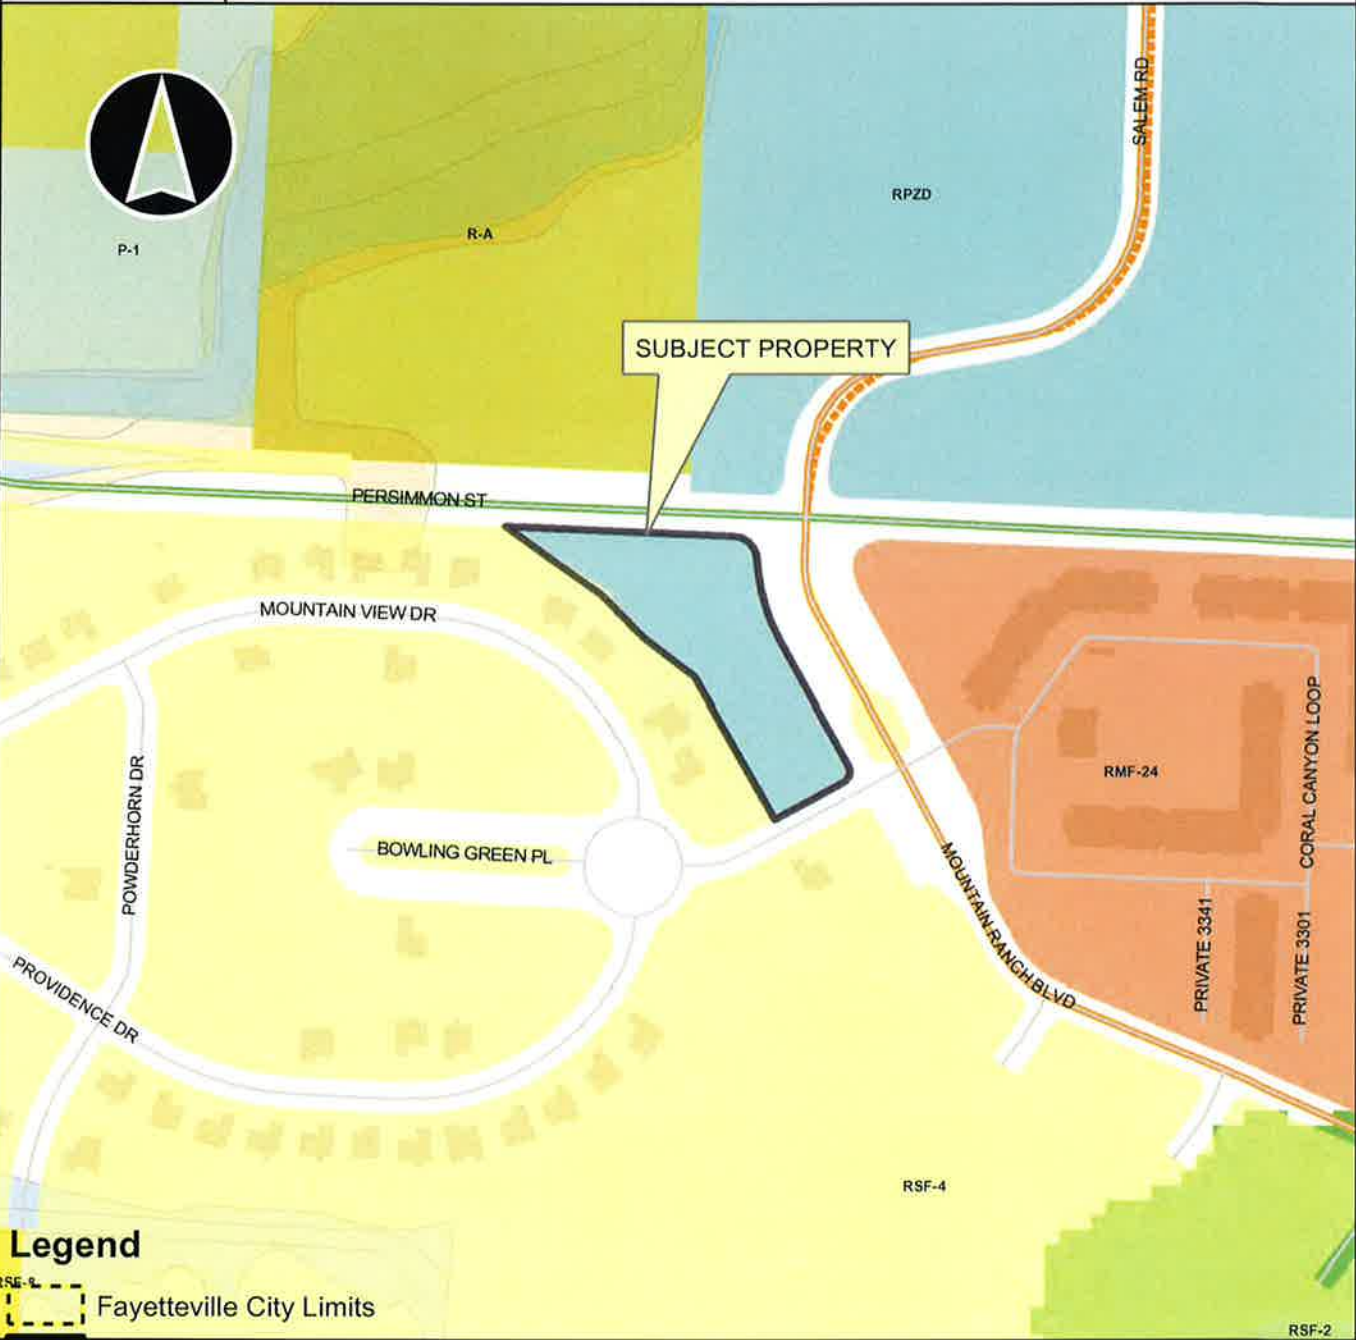 SALEM RD
RPZD
R-A
P-1
SUBJECT PROPERTY
PERSIMMON ST
MOUNTAIN VIEW DR
POWDERHORN DR
BOWLING GREEN PL
RMF-24
CORAL CANYON LOOP
MOUNTAIN RANCH BLVD
PRIVATE 3341
PRIVATE 3301
PROVIDENCE DR
RSF-4
Legend
Fayetteville City Limits
RSF-2